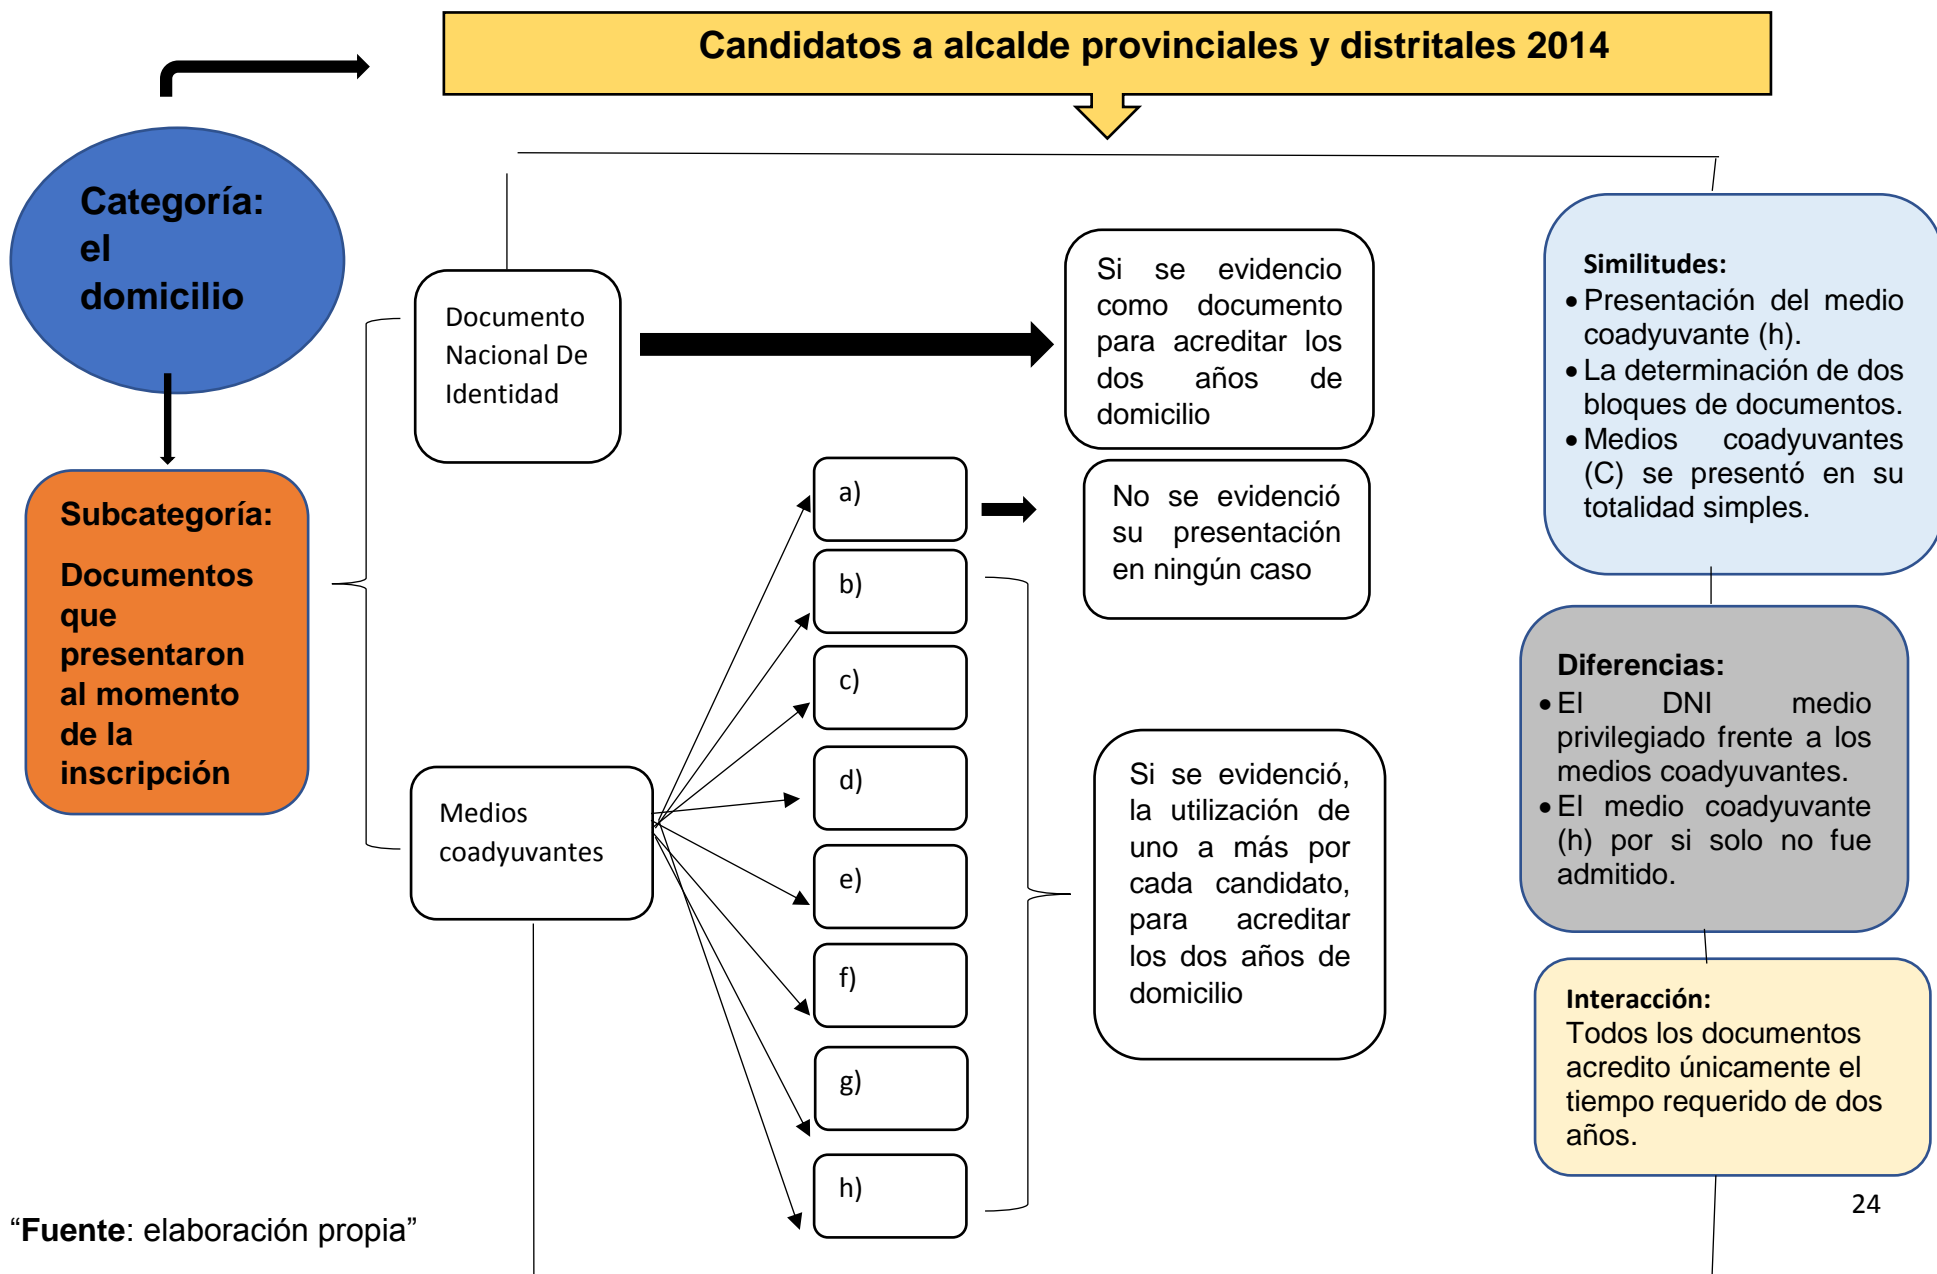 Candidatos a alcalde provinciales y distritales 2014
Categoría:
el
domicilio
Subcategoría:
Documentos
que
presentaron
al momento
de la
inscripción
Documento
Nacional De
Identidad
Si se evidencio
como documento
para acreditar los
dos años de
domicilio
Medios
coadyuvantes
a)
b)
c)
d)
e)
f)
g)
h)
No se evidenció
su presentación
en ningún caso
Si se evidenció,
la utilización de
uno a más por
cada candidato,
para acreditar
los dos años de
domicilio
Similitudes:
• Presentación del medio
coadyuvante (h).
• La determinación de dos
bloques de documentos.
• Medios coadyuvantes
(C) se presentó en su
totalidad simples.
Diferencias:
• El DNI medio
privilegiado frente a los
medios coadyuvantes.
• El medio coadyuvante
(h) por si solo no fue
admitido.
Interacción:
Todos los documentos
acredito únicamente el
tiempo requerido de dos
años.
24
“Fuente: elaboración propia”